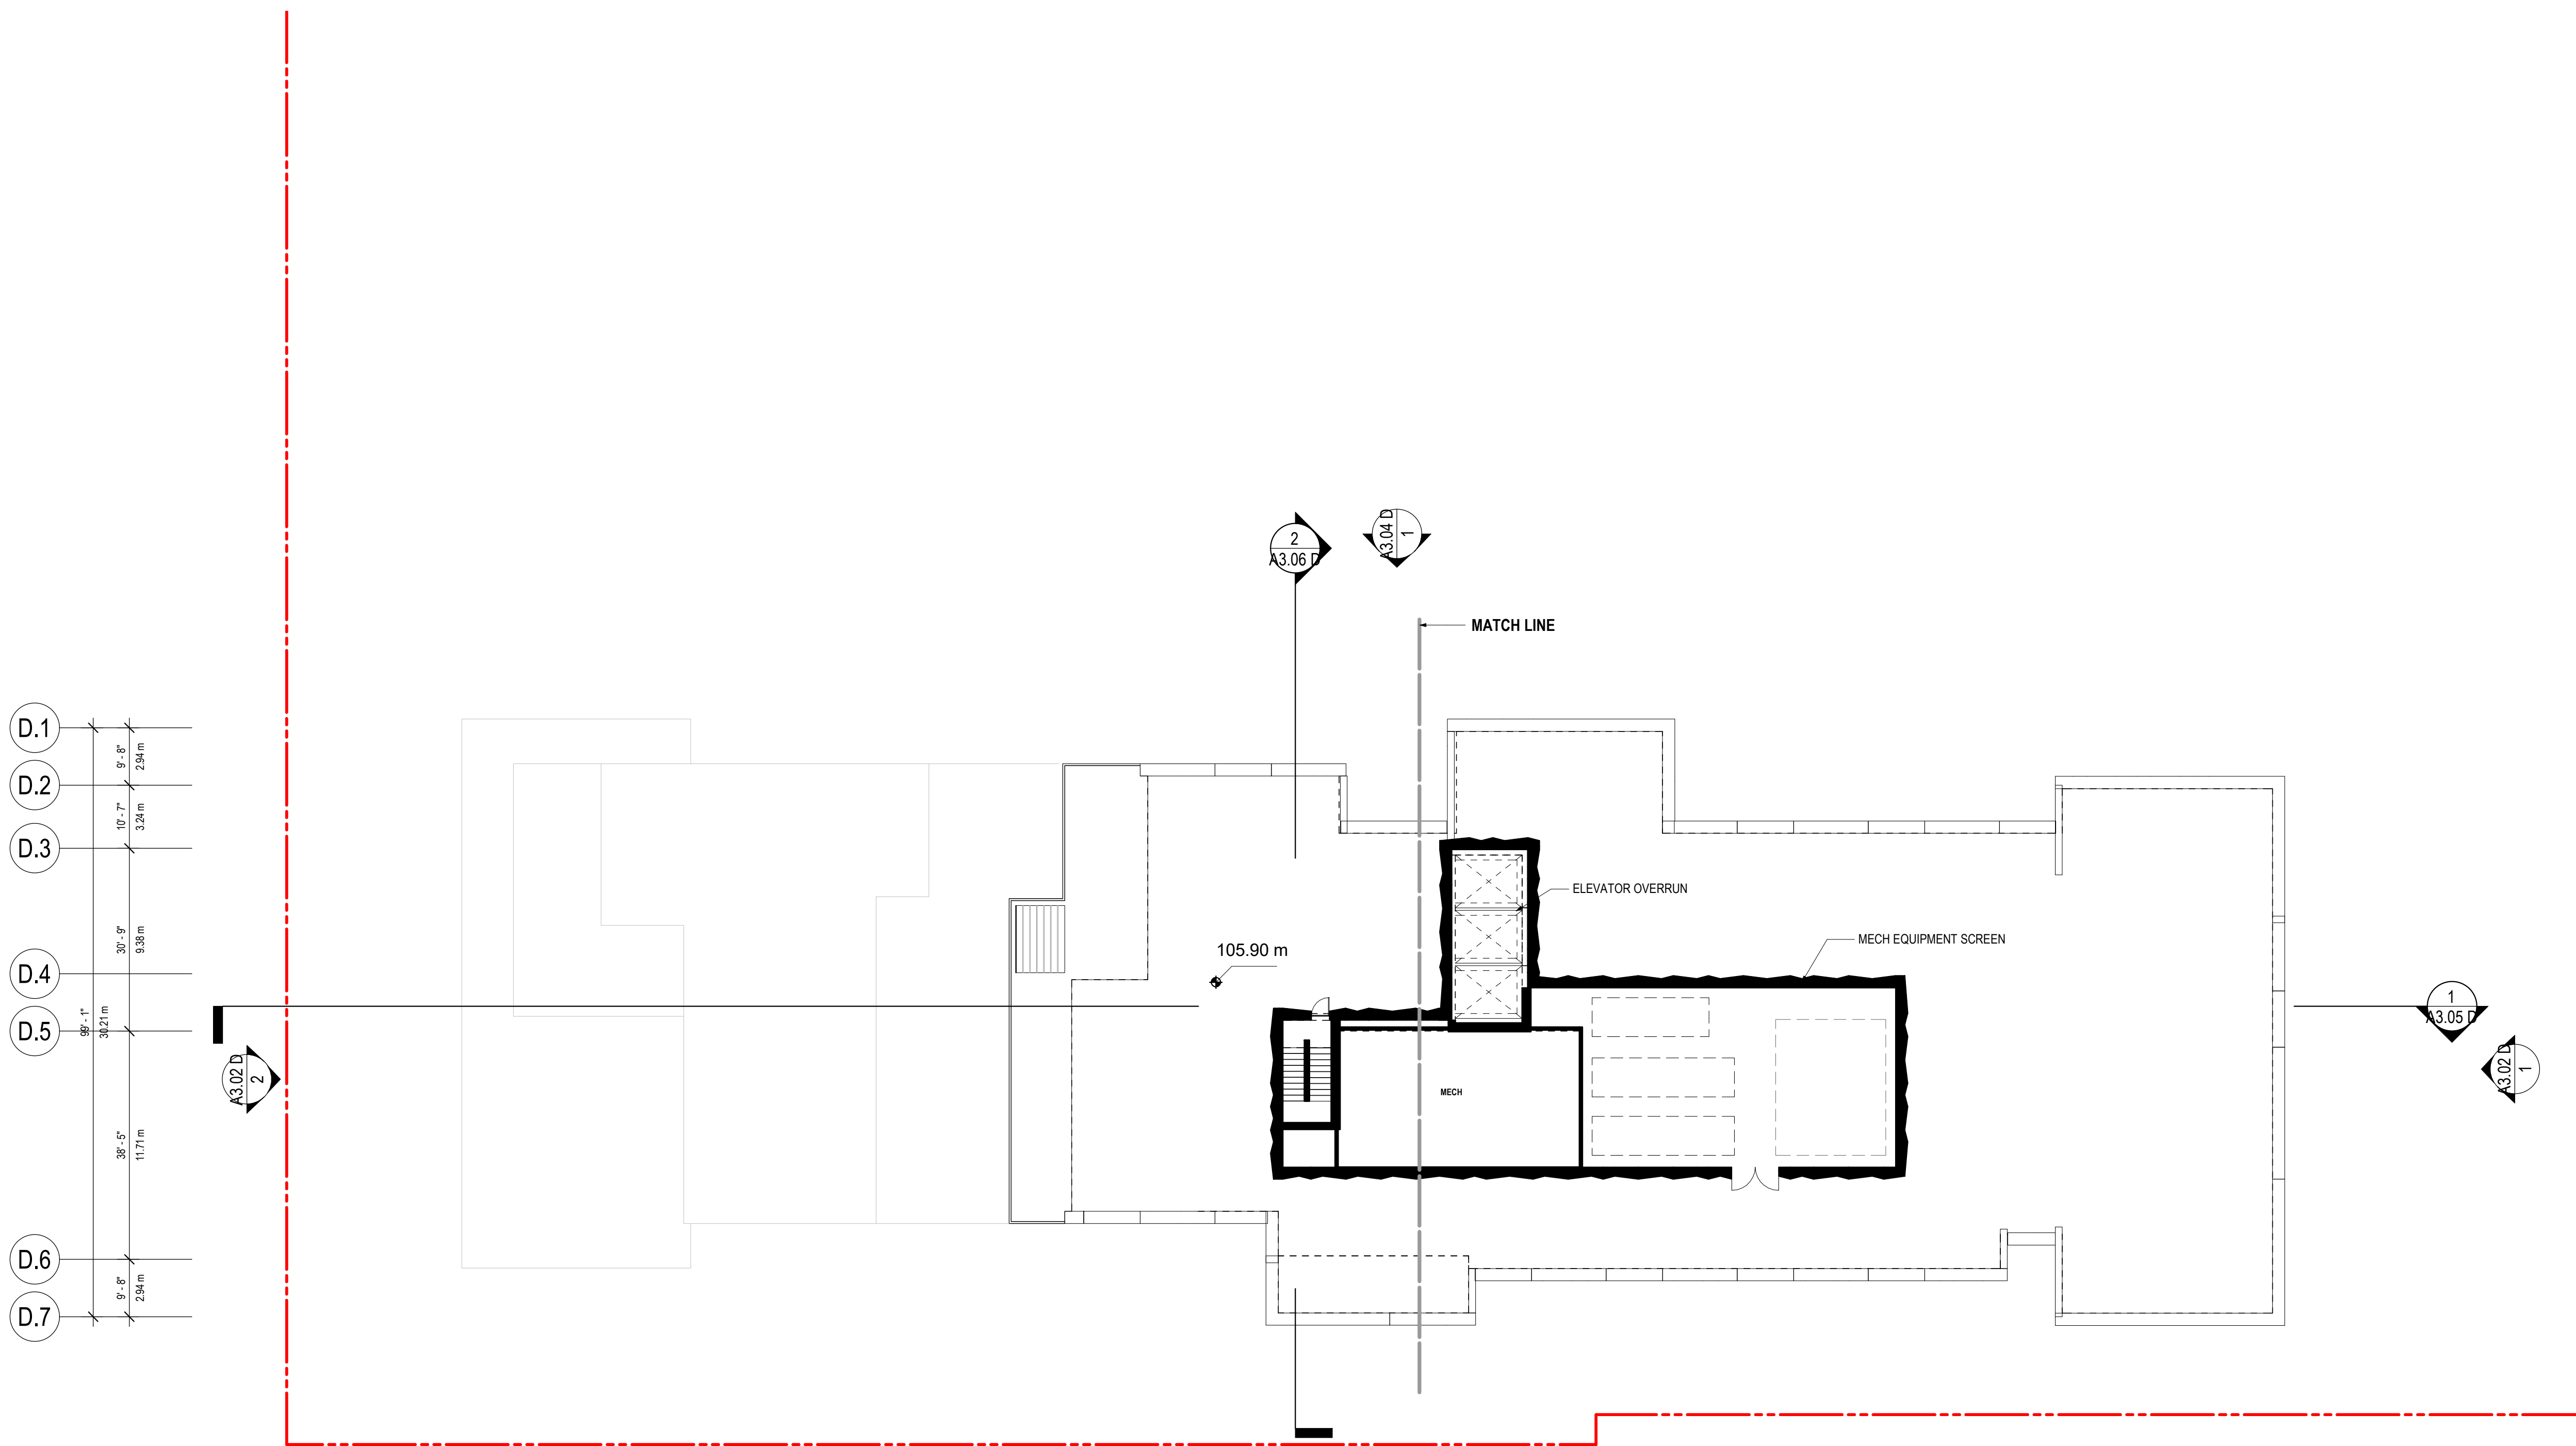 2
A3.06 D
A3.04 D
1
MATCH LINE
D.1
9' - 8"
2.94 m
D.2
10' - 7"
3.24 m
D.3
30' - 9"
9.38 m
ELEVATOR OVERRUN
MECH EQUIPMENT SCREEN
105.90 m
D.4
99' - 1"
30.21 m
D.5
1
A3.05 D
A3.02 D
2
A3.02 D
1
MECH
38' - 5"
11.71 m
D.6
9' - 8"
2.94 m
D.7